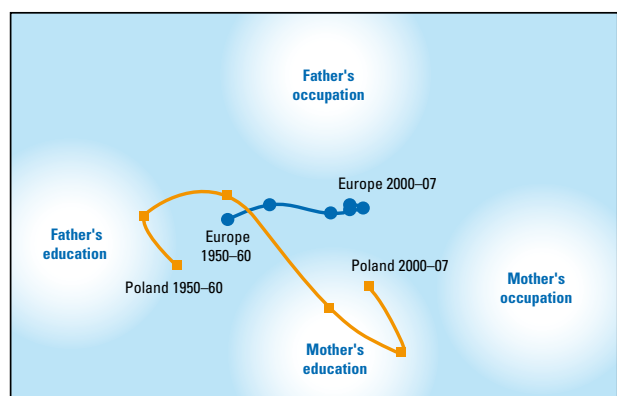 Father's
occupation
Europe 2000–07
Father's
education
Europe
1950–60
Poland 1950–60
Poland 2000–07
Mother's
occupation
Mother's
education